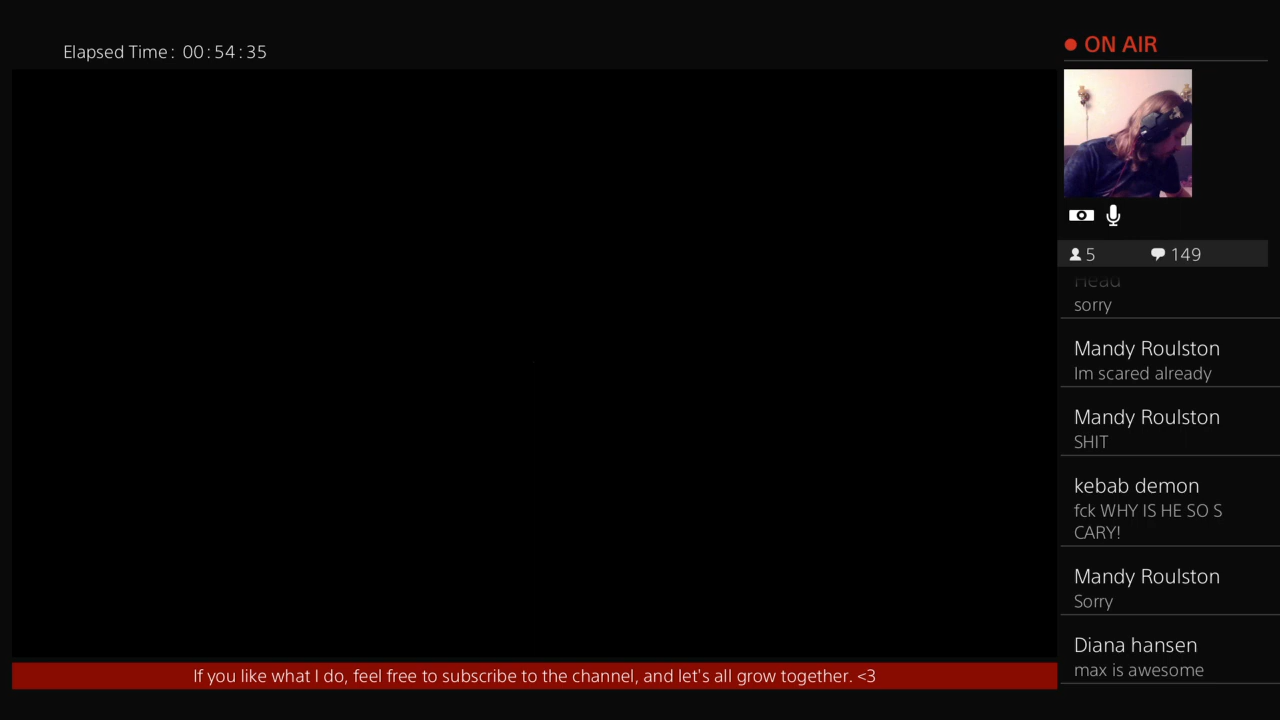 Elapsed Time: 00:54:35
ON AIR
5 149
Head
sorry
Mandy Roulston
Im scared already
Mandy Roulston
SHIT
kebab demon
fck WHY IS HE SO S
CARY!
Mandy Roulston
Sorry
Diana hansen
max is awesome
If you like what I do, feel free to subscribe to the channel, and let's all grow together. <3